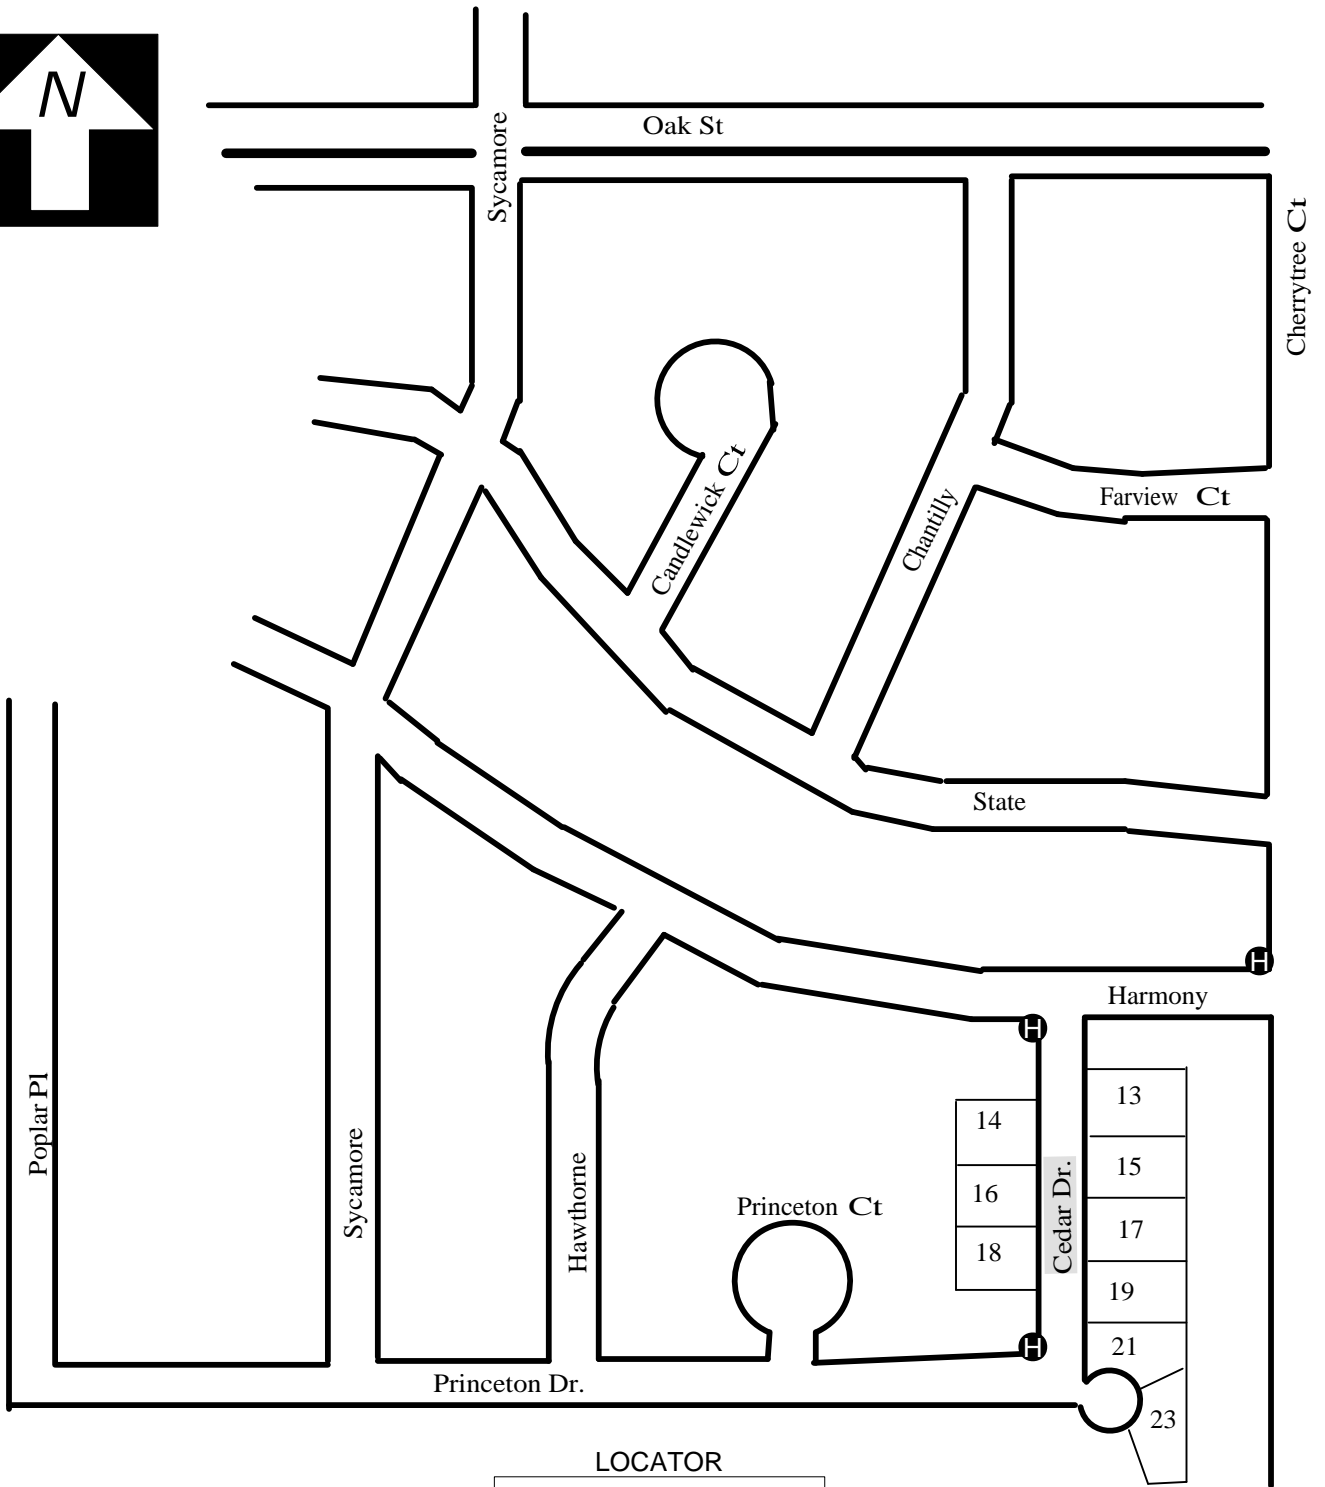 N
Oak St
Sycamore
Cherrytree Ct
Candlewick Ct
Chantilly
Farview Ct
State
Harmony
H
H
Poplar Pl
Sycamore
Hawthorne
Princeton Ct
Cedar Dr.
13
14
15
16
17
18
19
21
H
Princeton Dr.
23
LOCATOR